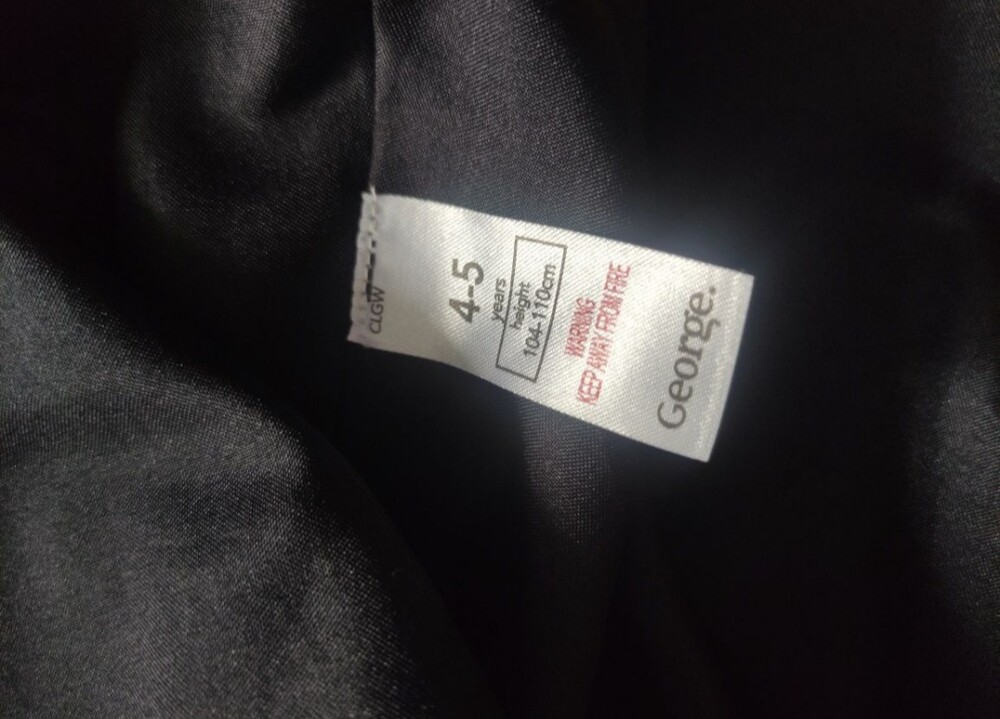 George.
WARNING
KEEP AWAY FROM FIRE
height
104-110cm
4-5
years
CLGW